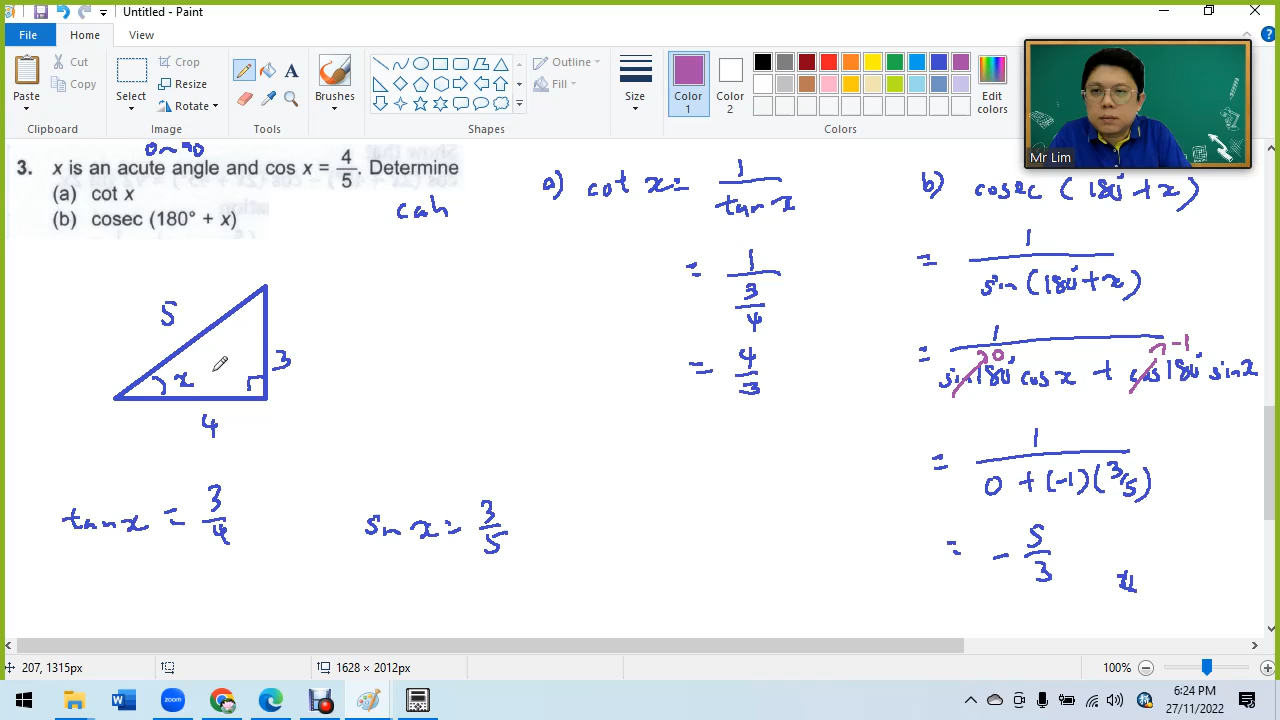 Untitled - Paint
File Home View
Paste
Cut
Copy
Clipboard
Select
Crop
Resize
Rotate
Image
A
Tools
Brushes
Shapes
Outline
Fill
Size
Color 1
Color 2
Edit colors
Colors
Mr Lim
0 ~ 90
3. x is an acute angle and cos x = 4/5. Determine
(a) cot x
(b) cosec (180° + x)
cah
5
3
x
4
tan x = 3/4
sin x = 3/5
a) cot x = 1/tan x
= 1/(3/4)
= 4/3
b) cosec (180° + x)
= 1/sin (180° + x)
= 1/(sin 180° cos x + cos 180° sin x)
0
-1
= 1/(0 + (-1)(3/5))
= - 5/3
207, 1315px
1628 × 2012px
100%
zoom
6:24 PM
27/11/2022